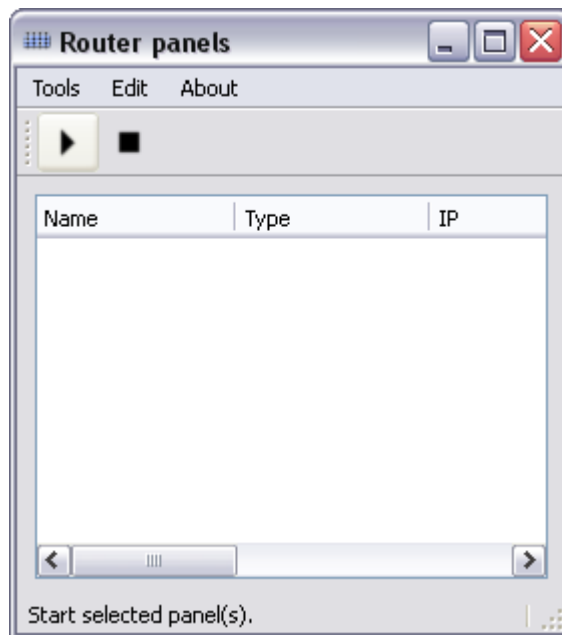 Router panels
Tools Edit About
Name Type IP
Start selected panel(s).